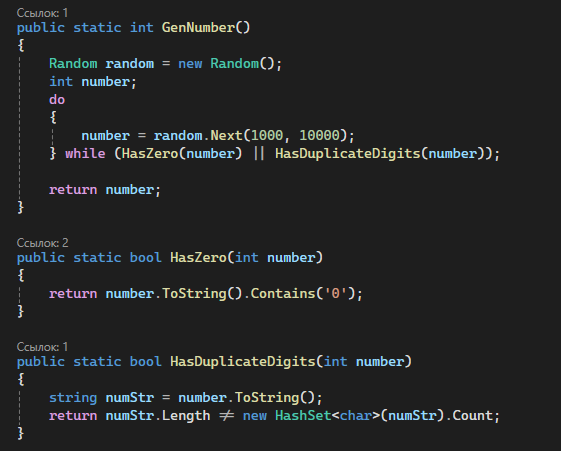 Ссылок: 1
public static int GenNumber()
{
    Random random = new Random();
    int number;
    do
    {
        number = random.Next(1000, 10000);
    } while (HasZero(number) || HasDuplicateDigits(number));

    return number;
}

Ссылок: 2
public static bool HasZero(int number)
{
    return number.ToString().Contains('0');
}

Ссылок: 1
public static bool HasDuplicateDigits(int number)
{
    string numStr = number.ToString();
    return numStr.Length != new HashSet<char>(numStr).Count;
}